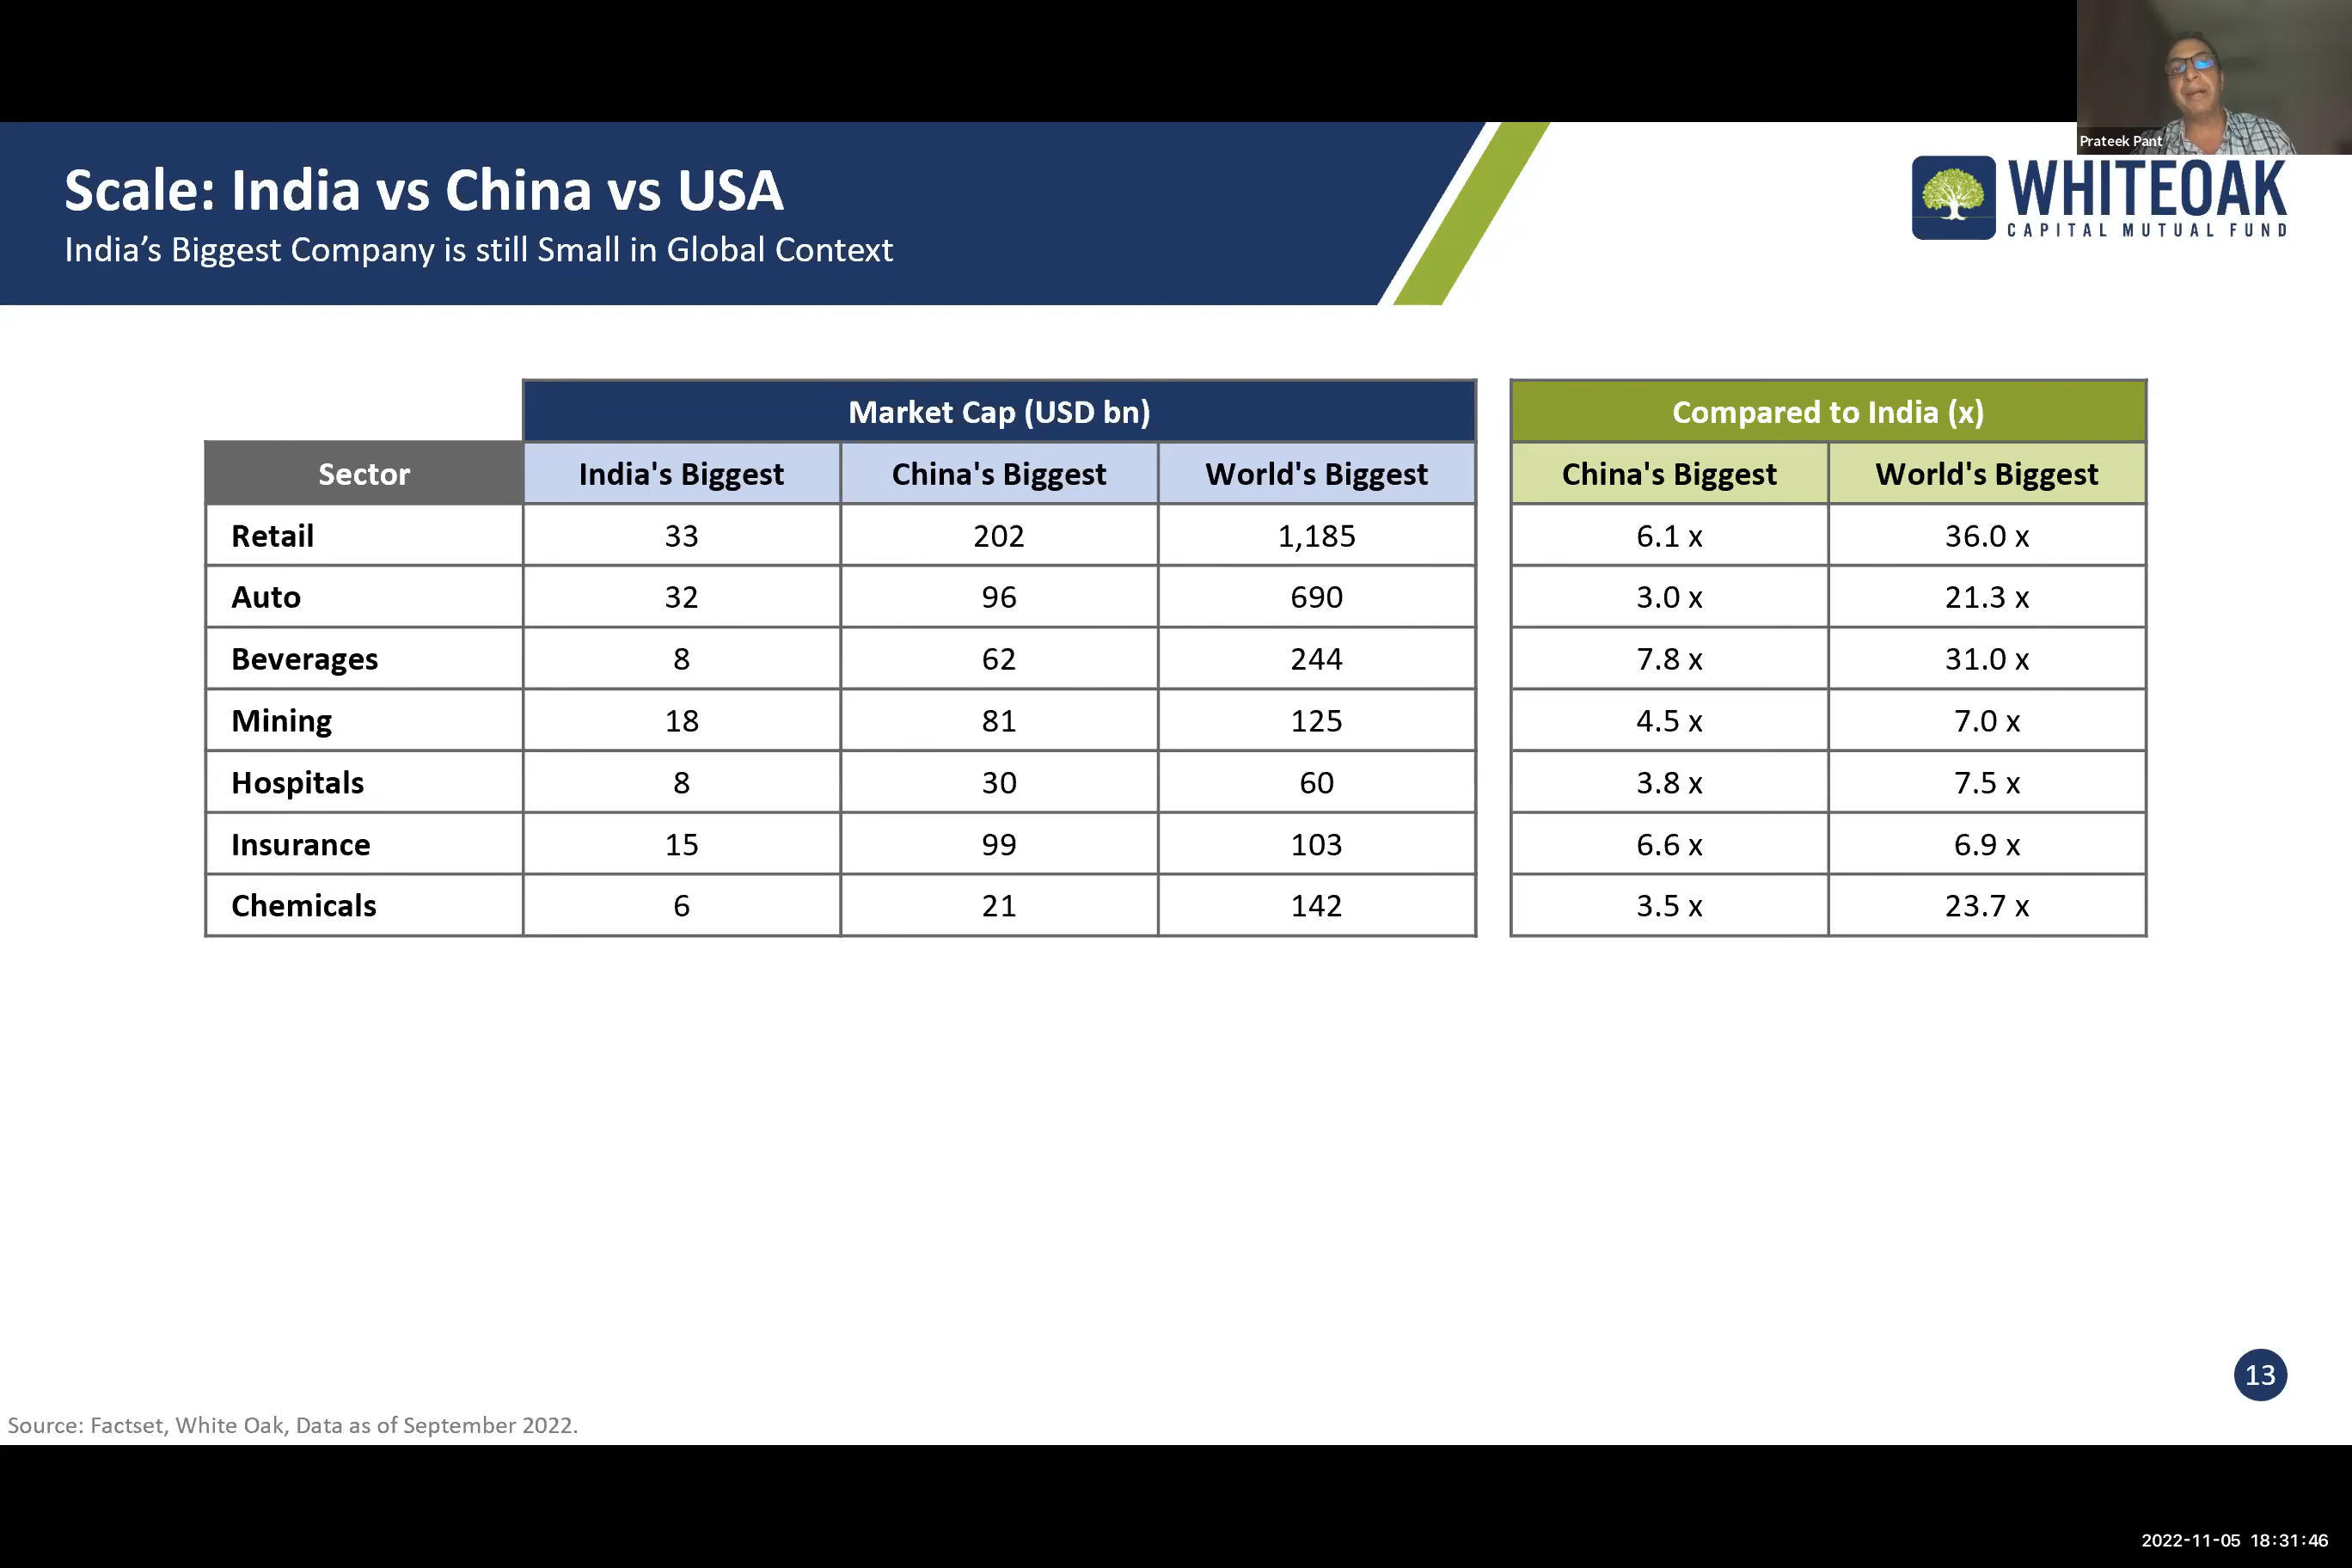 Prateek Pant
Scale: India vs China vs USA
India’s Biggest Company is still Small in Global Context
WHITEOAK
CAPITAL MUTUAL FUND
Market Cap (USD bn) Compared to India (x)
Sector India's Biggest China's Biggest World's Biggest China's Biggest World's Biggest
Retail 33 202 1,185 6.1 x 36.0 x
Auto 32 96 690 3.0 x 21.3 x
Beverages 8 62 244 7.8 x 31.0 x
Mining 18 81 125 4.5 x 7.0 x
Hospitals 8 30 60 3.8 x 7.5 x
Insurance 15 99 103 6.6 x 6.9 x
Chemicals 6 21 142 3.5 x 23.7 x
13
Source: Factset, White Oak, Data as of September 2022.
2022-11-05 18:31:46